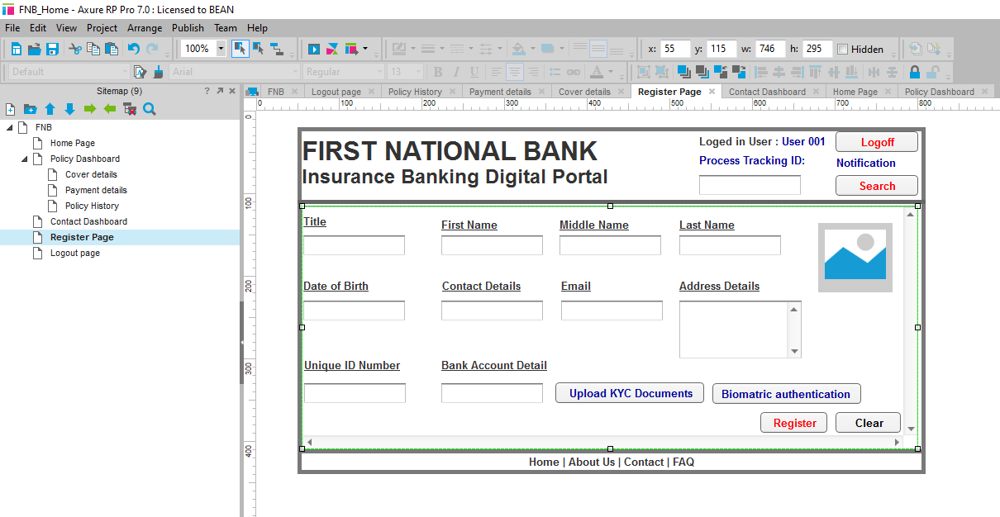 FNB_Home - Axure RP Pro 7.0 : Licensed to BEAN
File Edit View Project Arrange Publish Team Help
100% x: 55 y: 115 w: 746 h: 295 Hidden
Default Arial Regular 13 B I U A
Sitemap (9) ?
FNB Logout page Policy History Payment details Cover details Register Page Contact Dashboard Home Page Policy Dashboard
0 100 200 300 400 500 600 700 800
0
100
200
300
400
FNB
Home Page
Policy Dashboard
Cover details
Payment details
Policy History
Contact Dashboard
Register Page
Logout page
FIRST NATIONAL BANK
Insurance Banking Digital Portal
Loged in User : User 001
Logoff
Process Tracking ID:
Notification
Search
Title First Name Middle Name Last Name
Date of Birth Contact Details Email Address Details
Unique ID Number Bank Account Detail
Upload KYC Documents Biomatric authentication
Register Clear
Home | About Us | Contact | FAQ